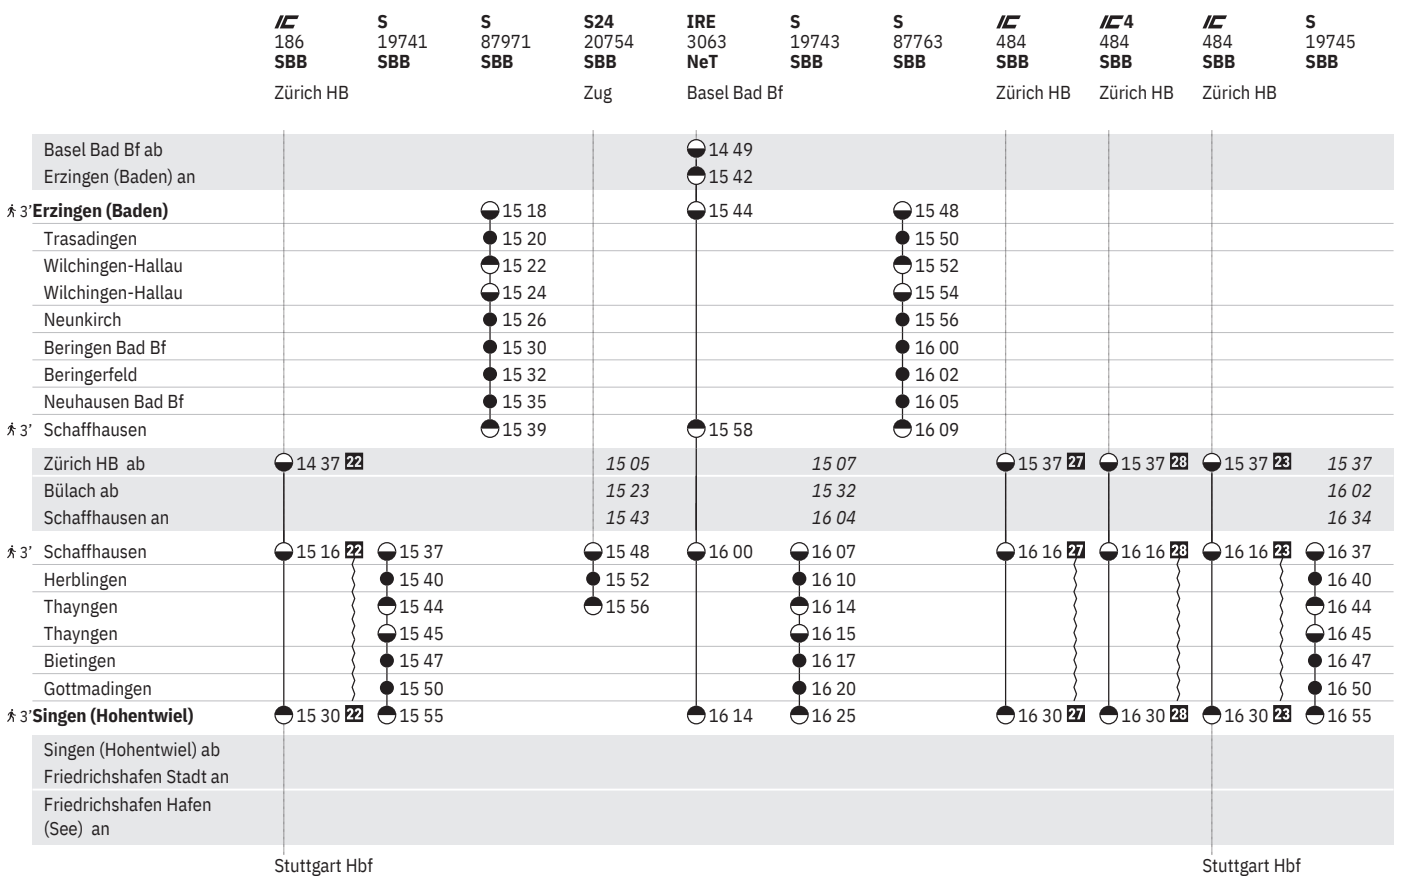 IC S S S24 IRE S S IC IC 4 IC S
186 19741 87971 20754 3063 19743 87763 484 484 484 19745
SBB SBB SBB SBB NeT SBB SBB SBB SBB SBB SBB
Zürich HB Zug Basel Bad Bf Zürich HB Zürich HB Zürich HB
Basel Bad Bf ab 14 49
Erzingen (Baden) an 15 42
3’ Erzingen (Baden) 15 18 15 44 15 48
Trasadingen 15 20 15 50
Wilchingen-Hallau 15 22 15 52
Wilchingen-Hallau 15 24 15 54
Neunkirch 15 26 15 56
Beringen Bad Bf 15 30 16 00
Beringerfeld 15 32 16 02
Neuhausen Bad Bf 15 35 16 05
3’ Schaffhausen 15 39 15 58 16 09
Zürich HB ab 14 37 22 15 05 15 07 15 37 27 15 37 28 15 37 23 15 37
Bülach ab 15 23 15 32 16 02
Schaffhausen an 15 43 16 04 16 34
3’ Schaffhausen 15 16 22 15 37 15 48 16 00 16 07 16 16 27 16 16 28 16 16 23 16 37
Herblingen 15 40 15 52 16 10 16 40
Thayngen 15 44 15 56 16 14 16 44
Thayngen 15 45 16 15 16 45
Bietingen 15 47 16 17 16 47
Gottmadingen 15 50 16 20 16 50
3’ Singen (Hohentwiel) 15 30 22 15 55 16 14 16 25 16 30 27 16 30 28 16 30 23 16 55
Singen (Hohentwiel) ab
Friedrichshafen Stadt an
Friedrichshafen Hafen
(See) an
Stuttgart Hbf Stuttgart Hbf